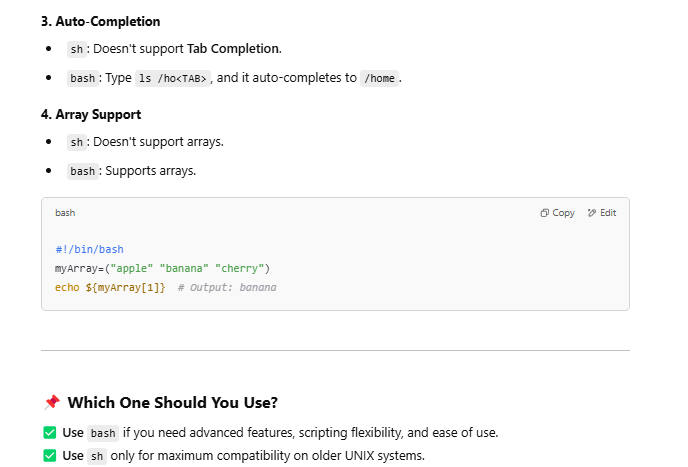 3. Auto-Completion
sh: Doesn't support Tab Completion.
bash: Type ls /ho<TAB>, and it auto-completes to /home.
4. Array Support
sh: Doesn't support arrays.
bash: Supports arrays.
bash Copy Edit
#!/bin/bash
myArray=("apple" "banana" "cherry")
echo ${myArray[1]}  # Output: banana
📌 Which One Should You Use?
✅ Use bash if you need advanced features, scripting flexibility, and ease of use.
✅ Use sh only for maximum compatibility on older UNIX systems.